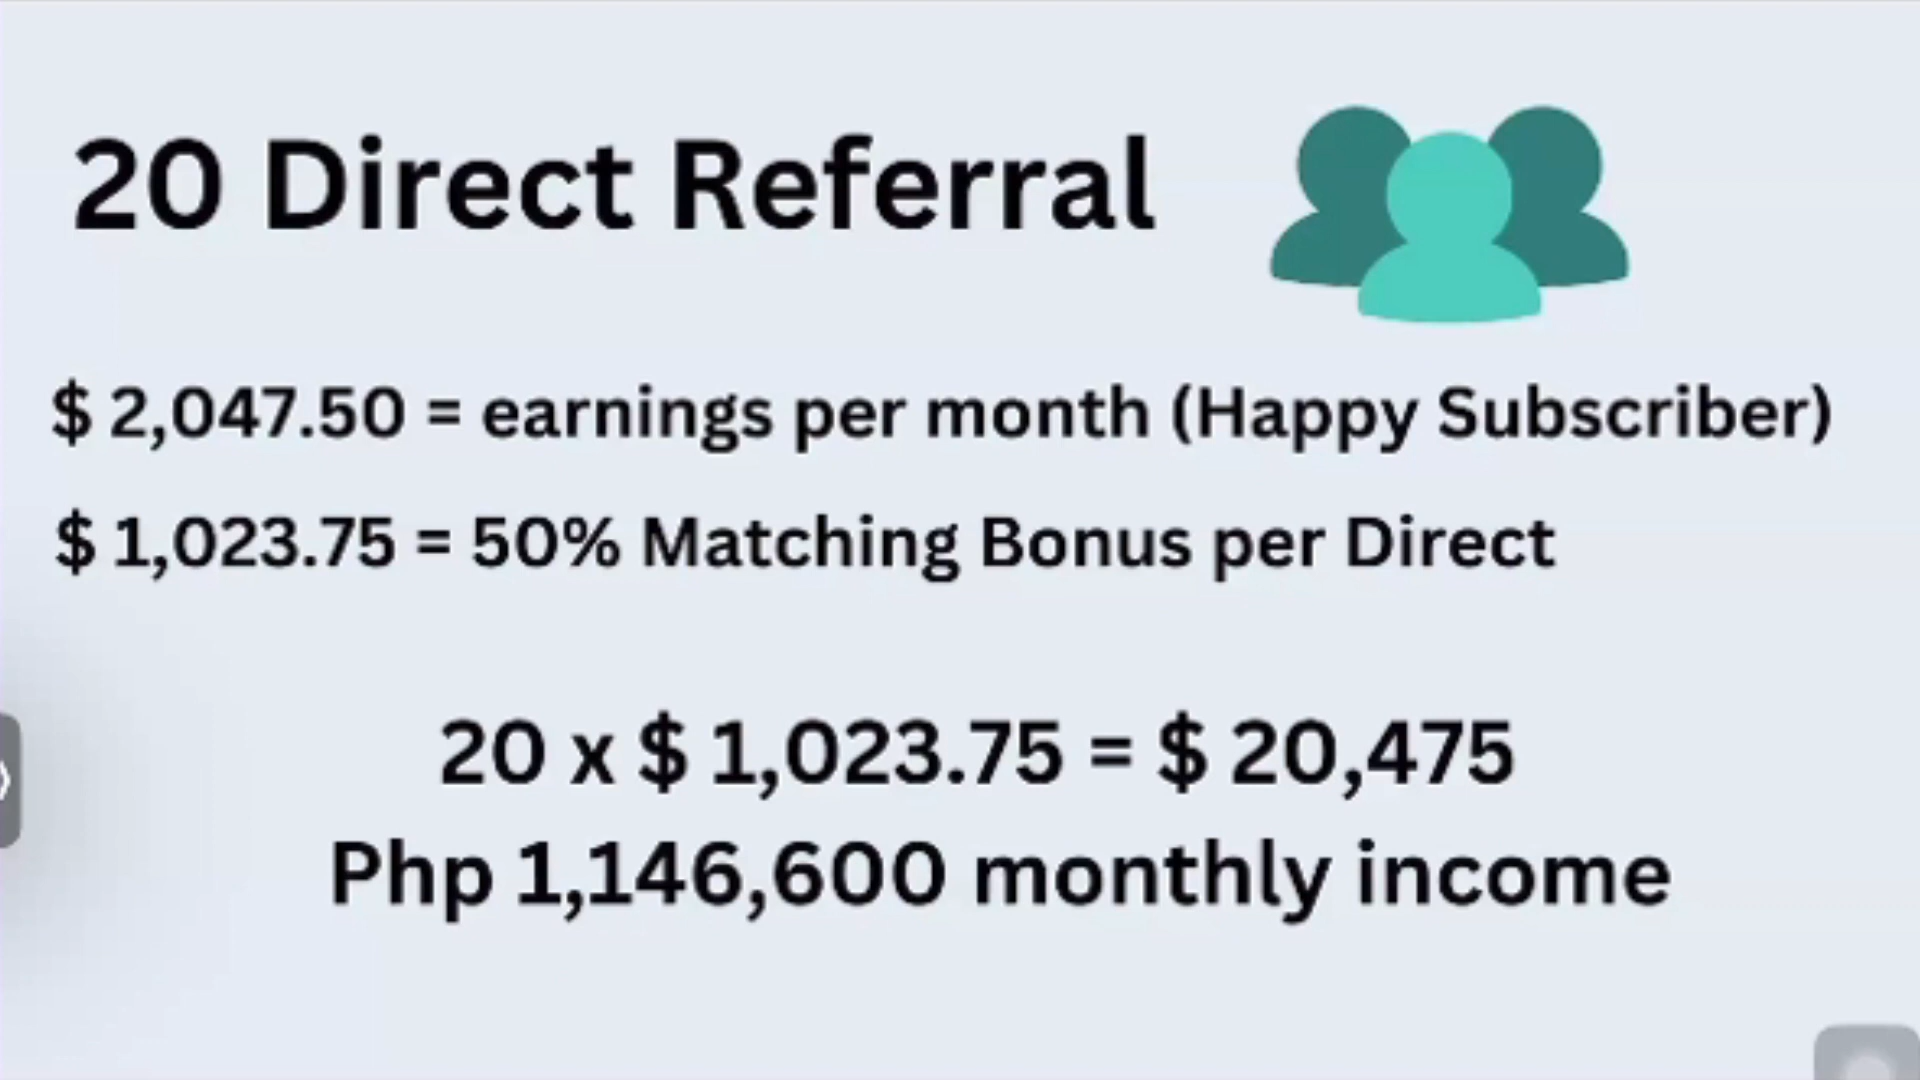 20 Direct Referral
$ 2,047.50 = earnings per month (Happy Subscriber)
$ 1,023.75 = 50% Matching Bonus per Direct
20 x $ 1,023.75 = $ 20,475
Php 1,146,600 monthly income